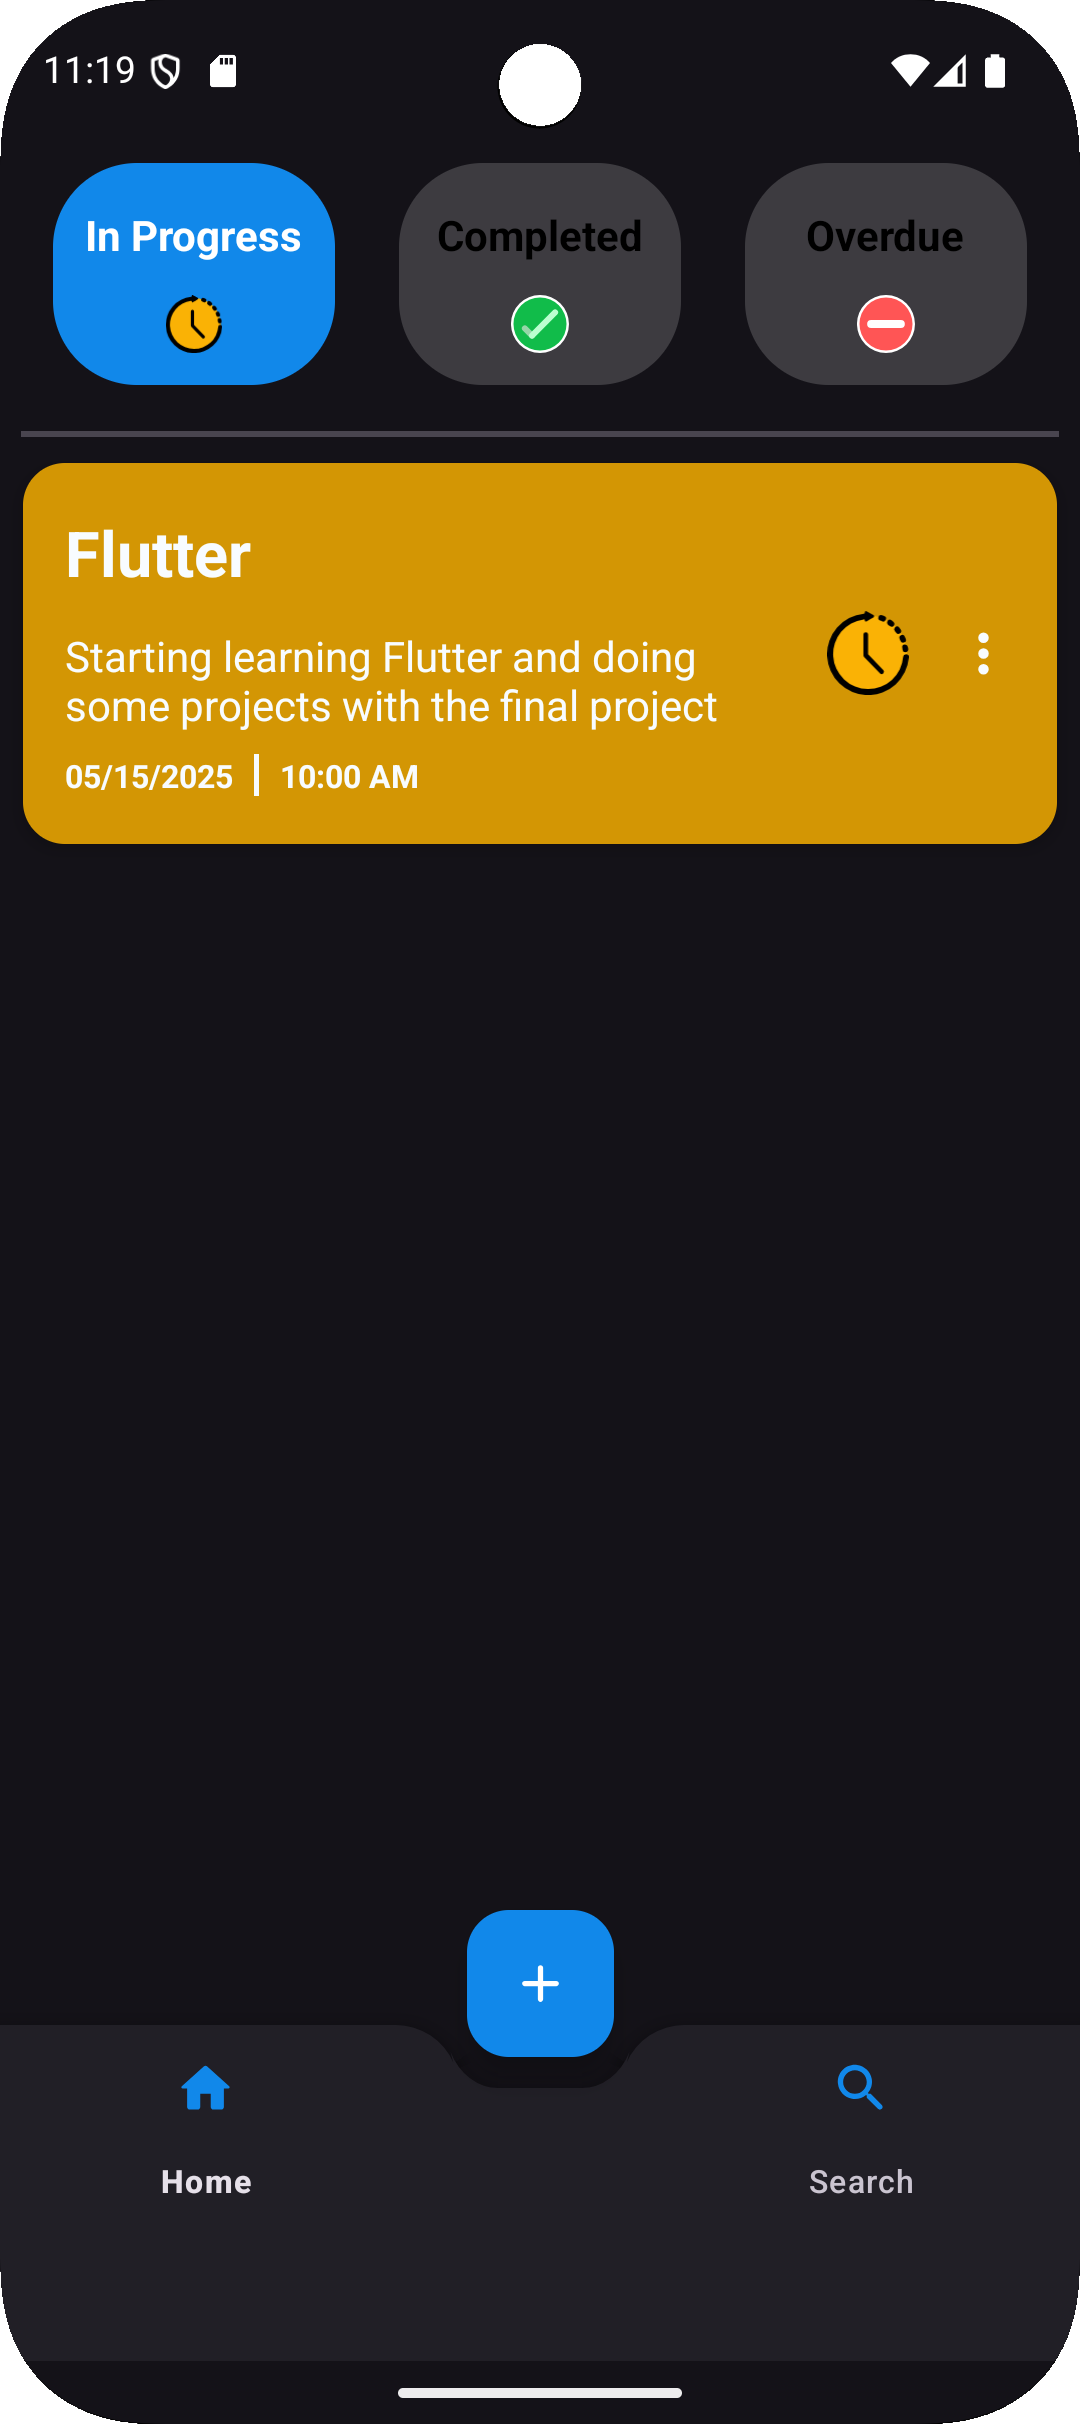 11:19
In Progress
Completed
Overdue
Flutter
Starting learning Flutter and doing
some projects with the final project
05/15/2025 | 10:00 AM
Home
Search